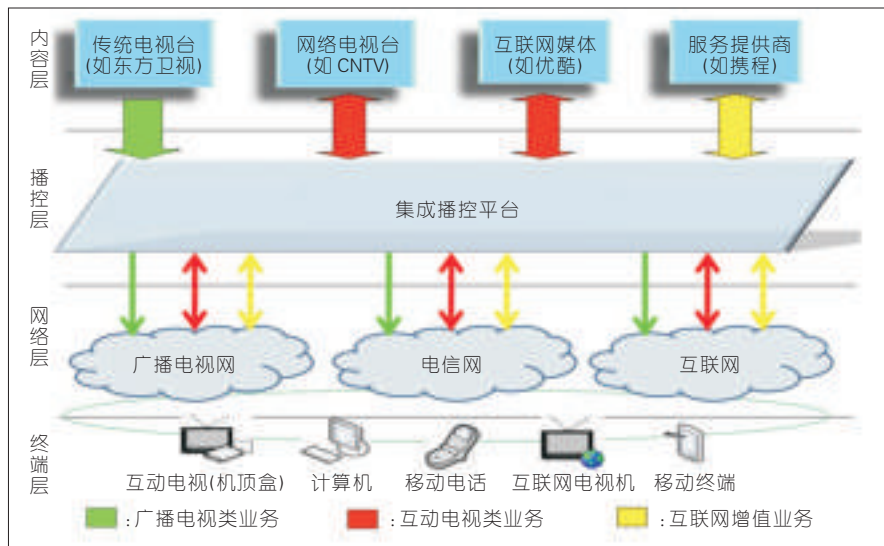 内容层
传统电视台
(如东方卫视)
网络电视台
(如 CNTV)
互联网媒体
(如优酷)
服务提供商
(如携程)
播控层
集成播控平台
网络层
广播电视网
电信网
互联网
终端层
互动电视(机顶盒)
计算机
移动电话
互联网电视机
移动终端
:广播电视类业务
:互动电视类业务
:互联网增值业务